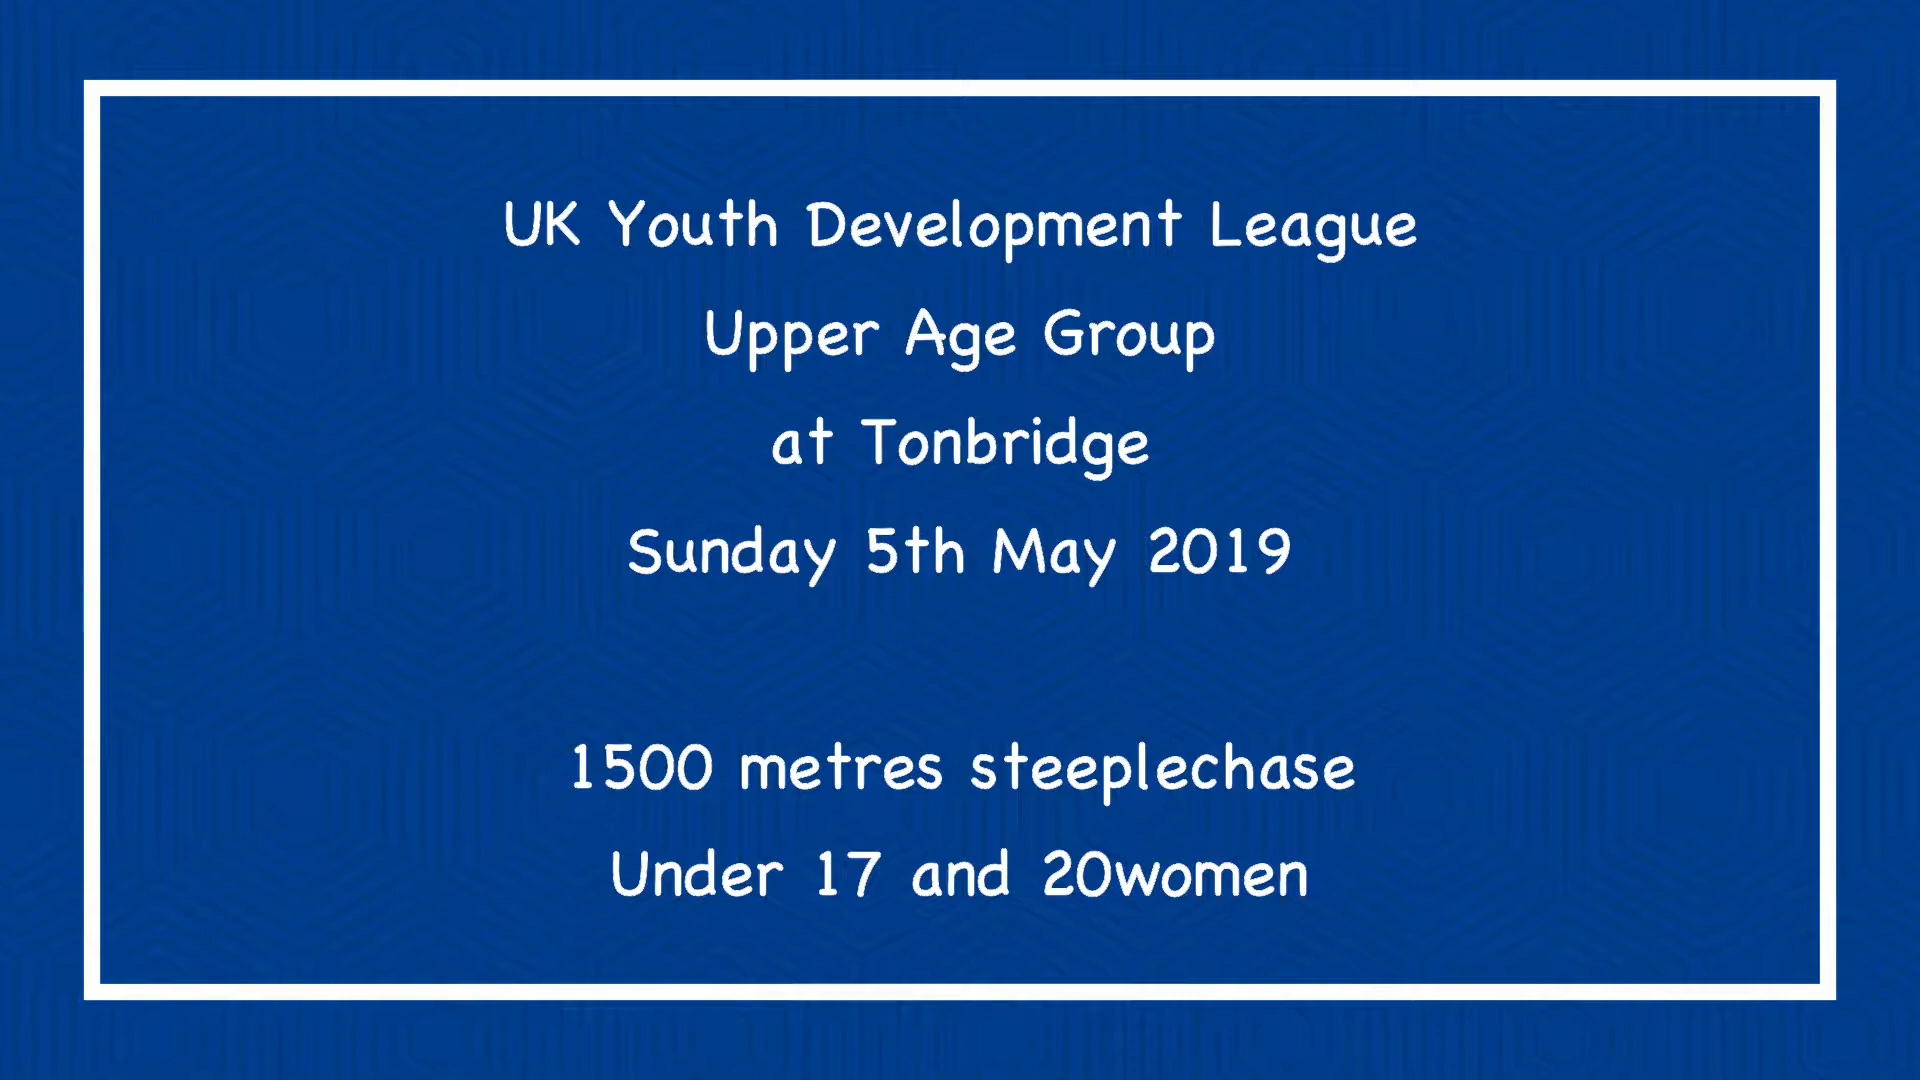 UK Youth Development League
Upper Age Group
at Tonbridge
Sunday 5th May 2019
1500 metres steeplechase
Under 17 and 20women